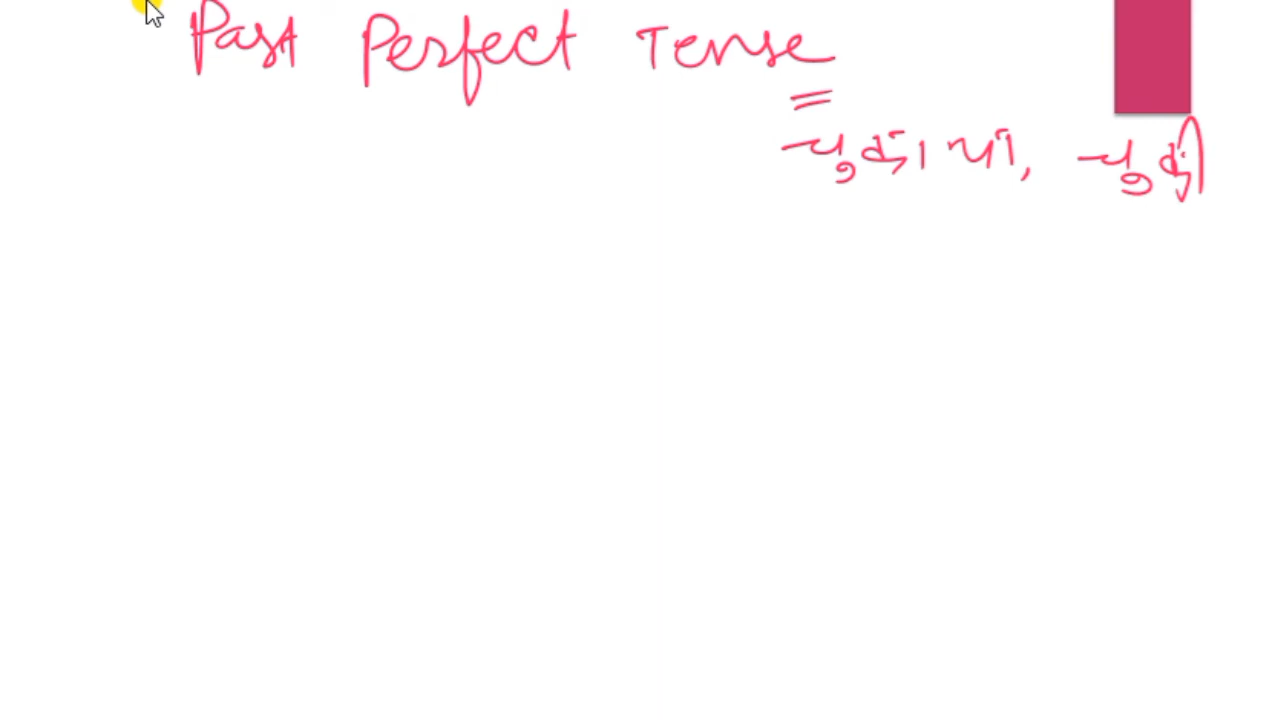 Past Perfect Tense
=
चुका था, चुकी